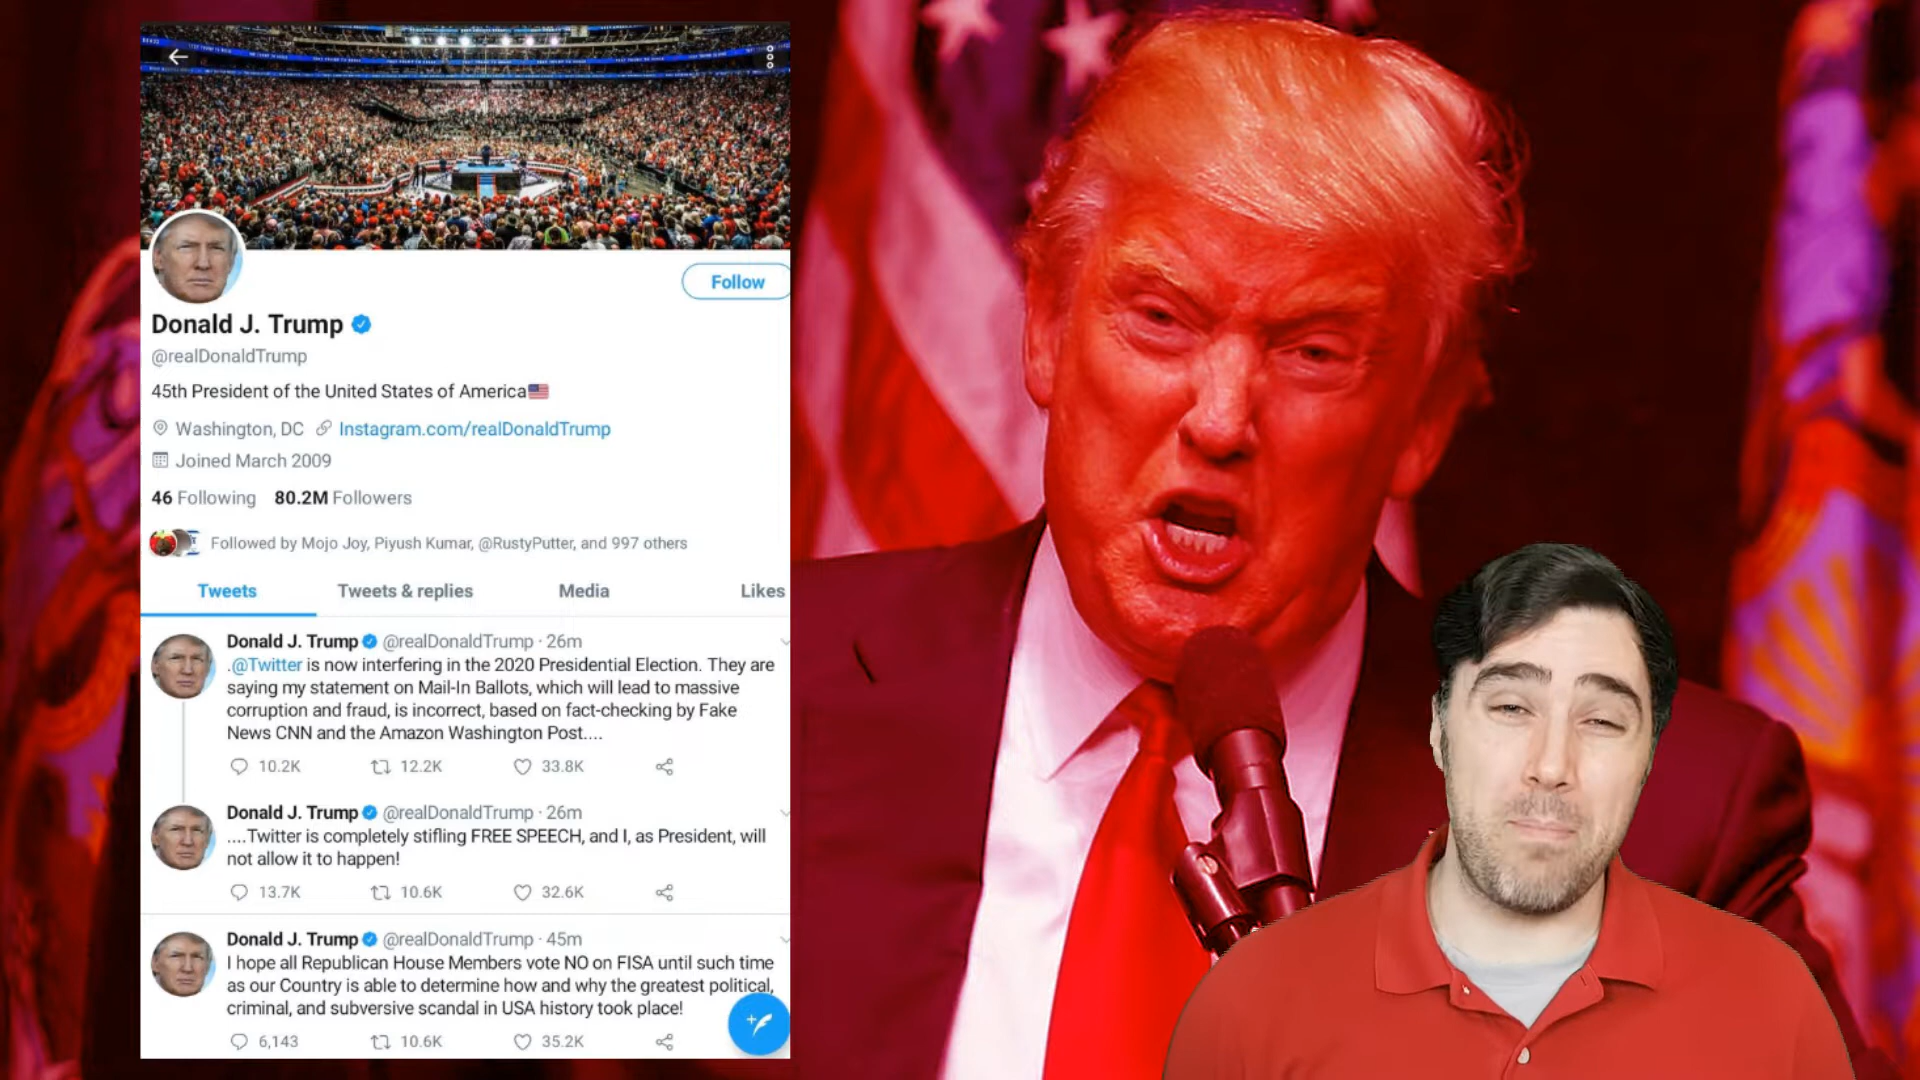 Follow
Donald J. Trump
@realDonaldTrump
45th President of the United States of America🇺🇸
Washington, DC Instagram.com/realDonaldTrump
Joined March 2009
46 Following 80.2M Followers
Followed by Mojo Joy, Piyush Kumar, @RustyPutter, and 997 others
Tweets Tweets & replies Media Likes
Donald J. Trump @realDonaldTrump · 26m
.@Twitter is now interfering in the 2020 Presidential Election. They are
saying my statement on Mail-In Ballots, which will lead to massive
corruption and fraud, is incorrect, based on fact-checking by Fake
News CNN and the Amazon Washington Post....
10.2K 12.2K 33.8K
Donald J. Trump @realDonaldTrump · 26m
....Twitter is completely stifling FREE SPEECH, and I, as President, will
not allow it to happen!
13.7K 10.6K 32.6K
Donald J. Trump @realDonaldTrump · 45m
I hope all Republican House Members vote NO on FISA until such time
as our Country is able to determine how and why the greatest political,
criminal, and subversive scandal in USA history took place!
6,143 10.6K 35.2K